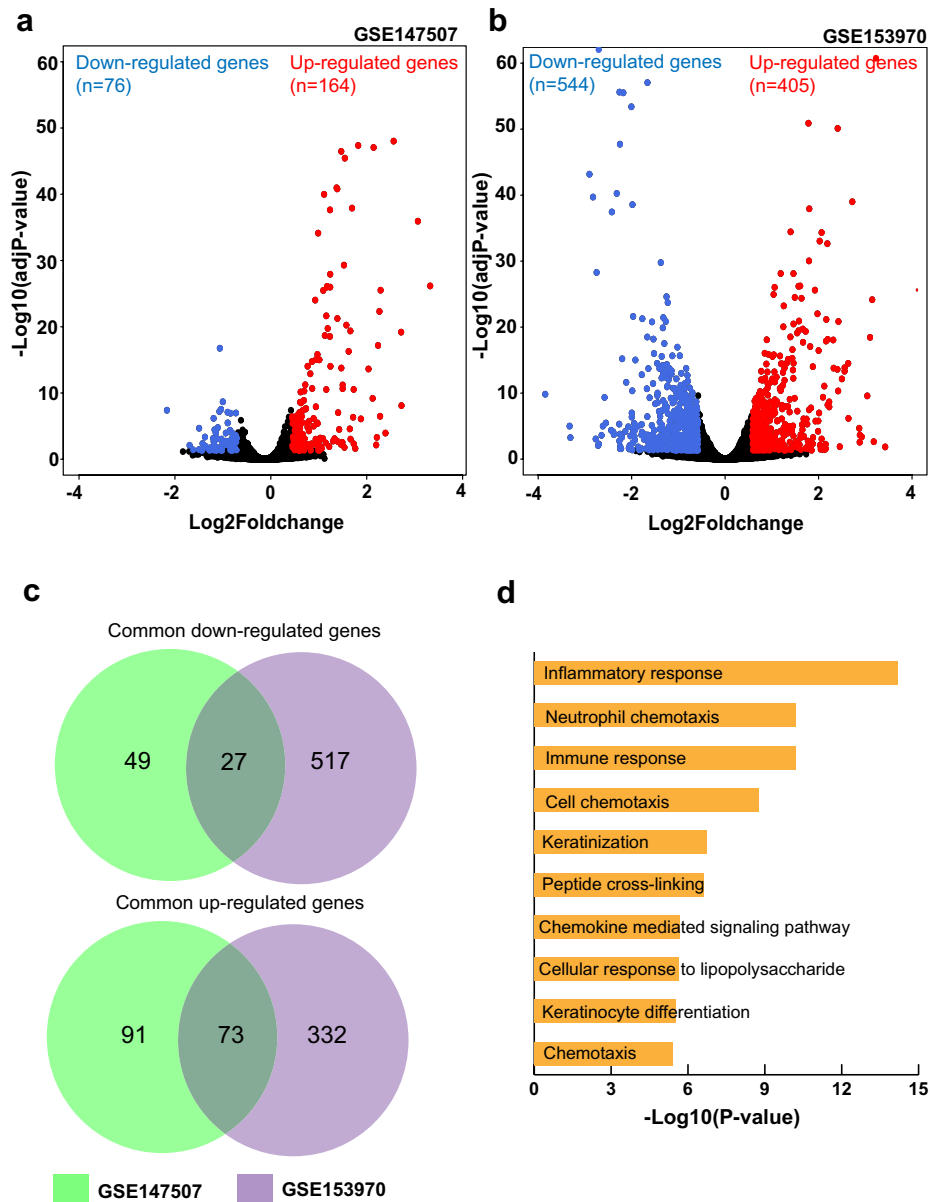 a
GSE147507
Down-regulated genes
(n=76)
Up-regulated genes
(n=164)
60
50
40
30
20
10
0
-Log10(adjP-value)
-4
-2
0
2
4
Log2Foldchange
b
GSE153970
Down-regulated genes
(n=544)
Up-regulated genes
(n=405)
60
50
40
30
20
10
0
-Log10(adjP-value)
-4
-2
0
2
4
Log2Foldchange
c
Common down-regulated genes
49
27
517
Common up-regulated genes
91
73
332
GSE147507
GSE153970
d
Inflammatory response
Neutrophil chemotaxis
Immune response
Cell chemotaxis
Keratinization
Peptide cross-linking
Chemokine mediated signaling pathway
Cellular response to lipopolysaccharide
Keratinocyte differentiation
Chemotaxis
0
3
6
9
12
15
-Log10(P-value)